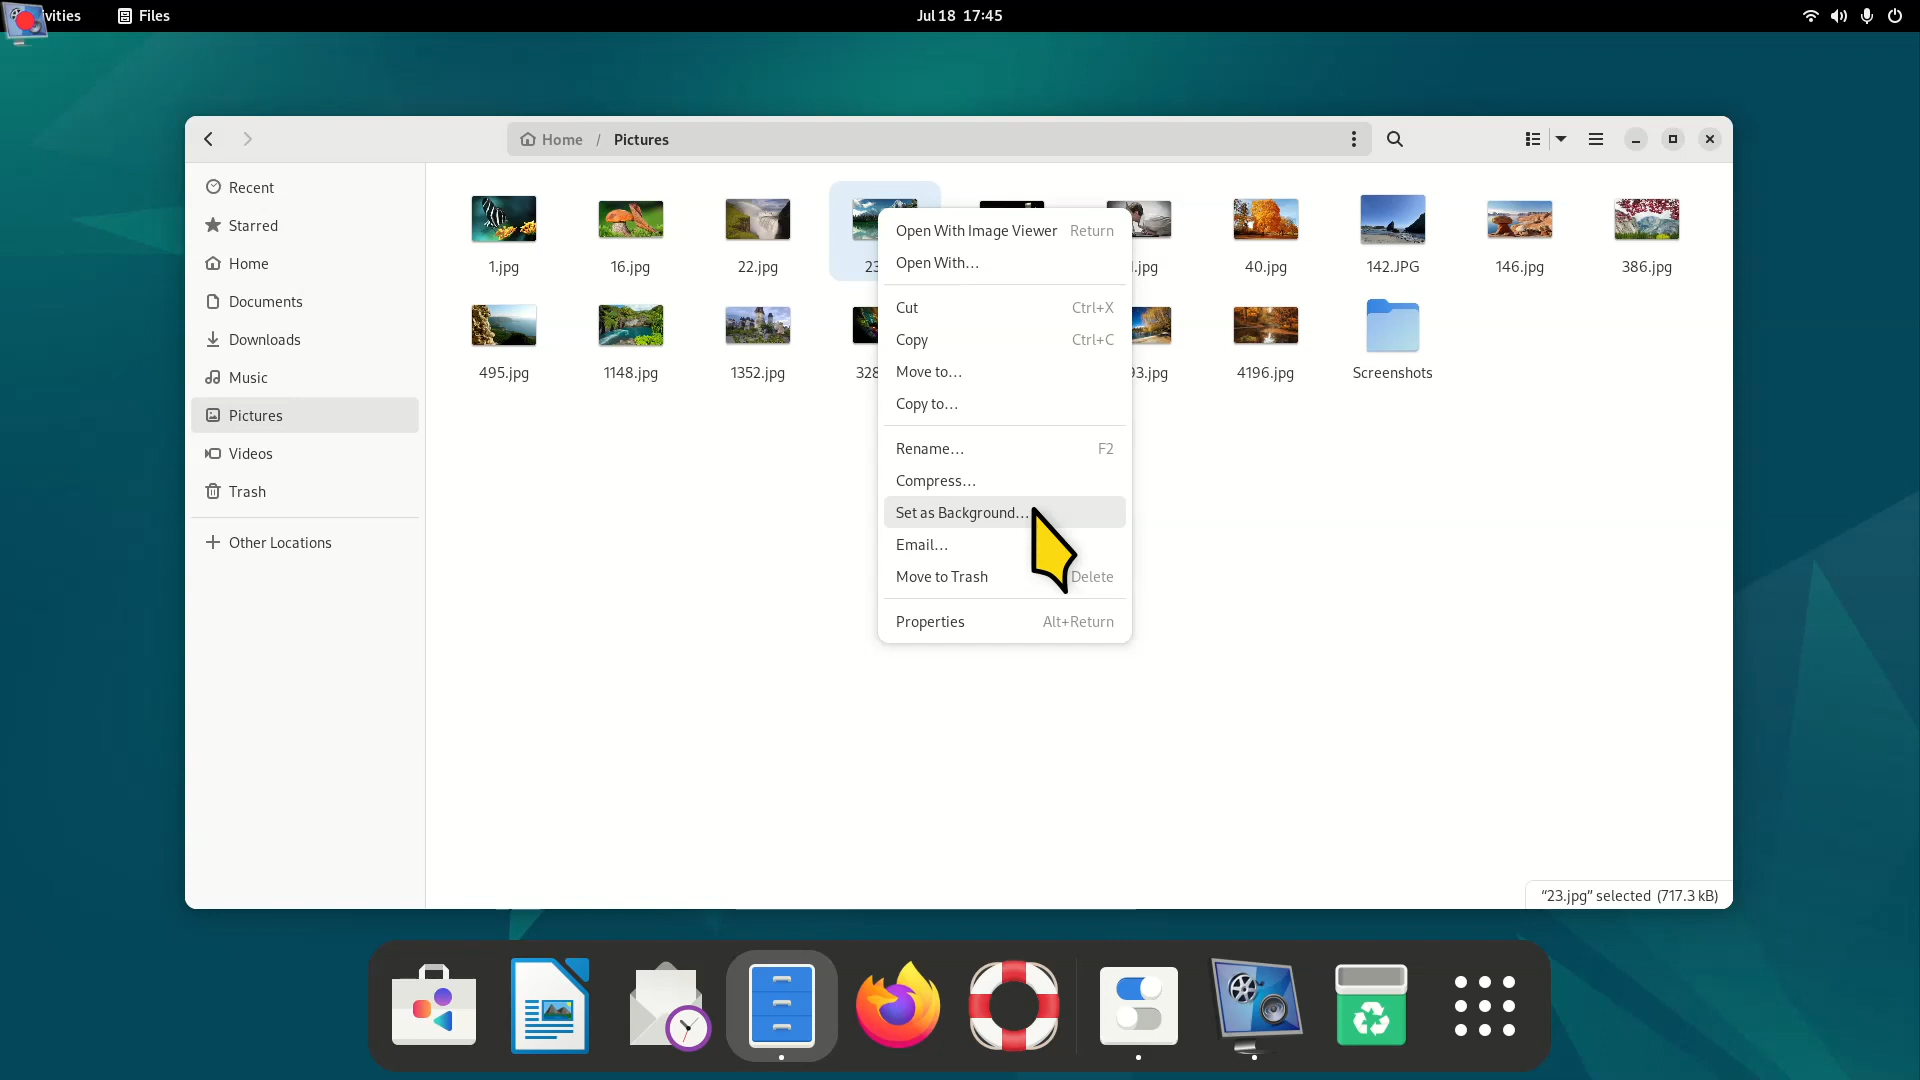 vities
Files
Jul 18 17:45
Home / Pictures
Recent
Starred
Home
Documents
Downloads
Music
Pictures
Videos
Trash
Other Locations
1.jpg
16.jpg
22.jpg
23
.jpg
40.jpg
142.JPG
146.jpg
386.jpg
495.jpg
1148.jpg
1352.jpg
328
93.jpg
4196.jpg
Screenshots
Open With Image Viewer Return
Open With…
Cut Ctrl+X
Copy Ctrl+C
Move to…
Copy to…
Rename… F2
Compress…
Set as Background…
Email…
Move to Trash Delete
Properties Alt+Return
“23.jpg” selected (717.3 kB)